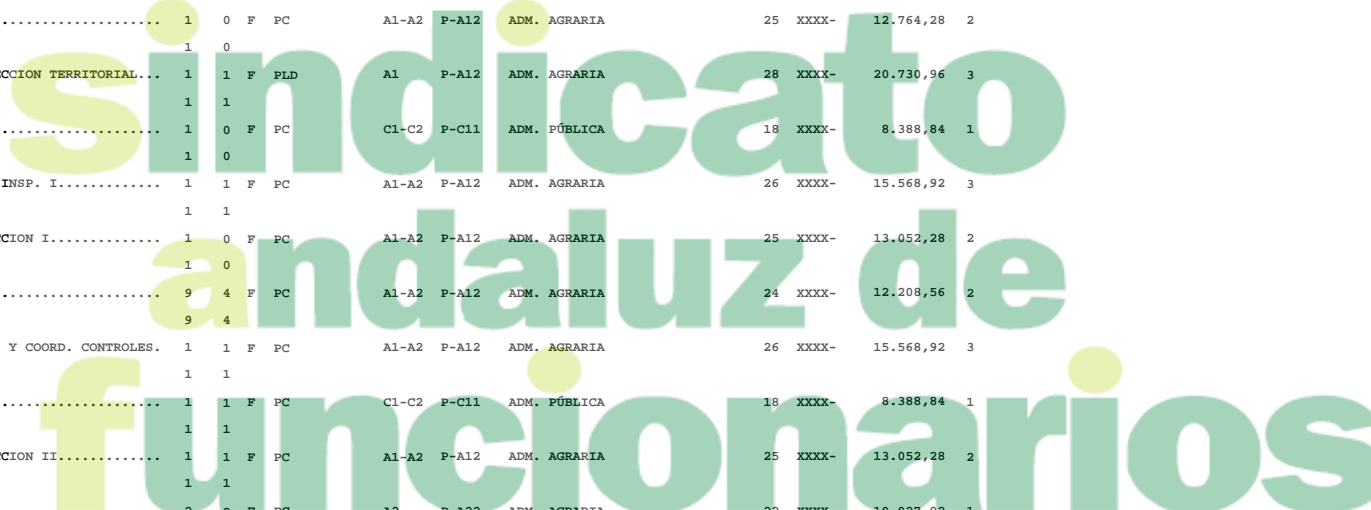 ................... 1 0 F PC A1-A2 P-A12 ADM. AGRARIA 25 XXXX- 12.764,28 2
1 0
CCION TERRITORIAL... 1 1 F PLD A1 P-A12 ADM. AGRARIA 28 XXXX- 20.730,96 3
1 1
.................... 1 0 F PC C1-C2 P-C11 ADM. PÚBLICA 18 XXXX- 8.388,84 1
1 0
INSP. I............. 1 1 F PC A1-A2 P-A12 ADM. AGRARIA 26 XXXX- 15.568,92 3
1 1
CCION I.............. 1 0 F PC A1-A2 P-A12 ADM. AGRARIA 25 XXXX- 13.052,28 2
1 0
.................... 9 4 F PC A1-A2 P-A12 ADM. AGRARIA 24 XXXX- 12.208,56 2
9 4
Y COORD. CONTROLES. 1 1 F PC A1-A2 P-A12 ADM. AGRARIA 26 XXXX- 15.568,92 3
1 1
.................... 1 1 F PC C1-C2 P-C11 ADM. PÚBLICA 18 XXXX- 8.388,84 1
1 1
CCION II............. 1 1 F PC A1-A2 P-A12 ADM. AGRARIA 25 XXXX- 13.052,28 2
1 1
sindicato
andaluz de
funcionarios